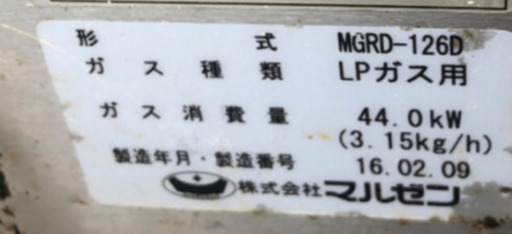 形式 MGRD-126D
ガス種類 LPガス用
ガス消費量 44.0kW
(3.15kg/h)
製造年月・製造番号 16.02.09
株式会社マルゼン